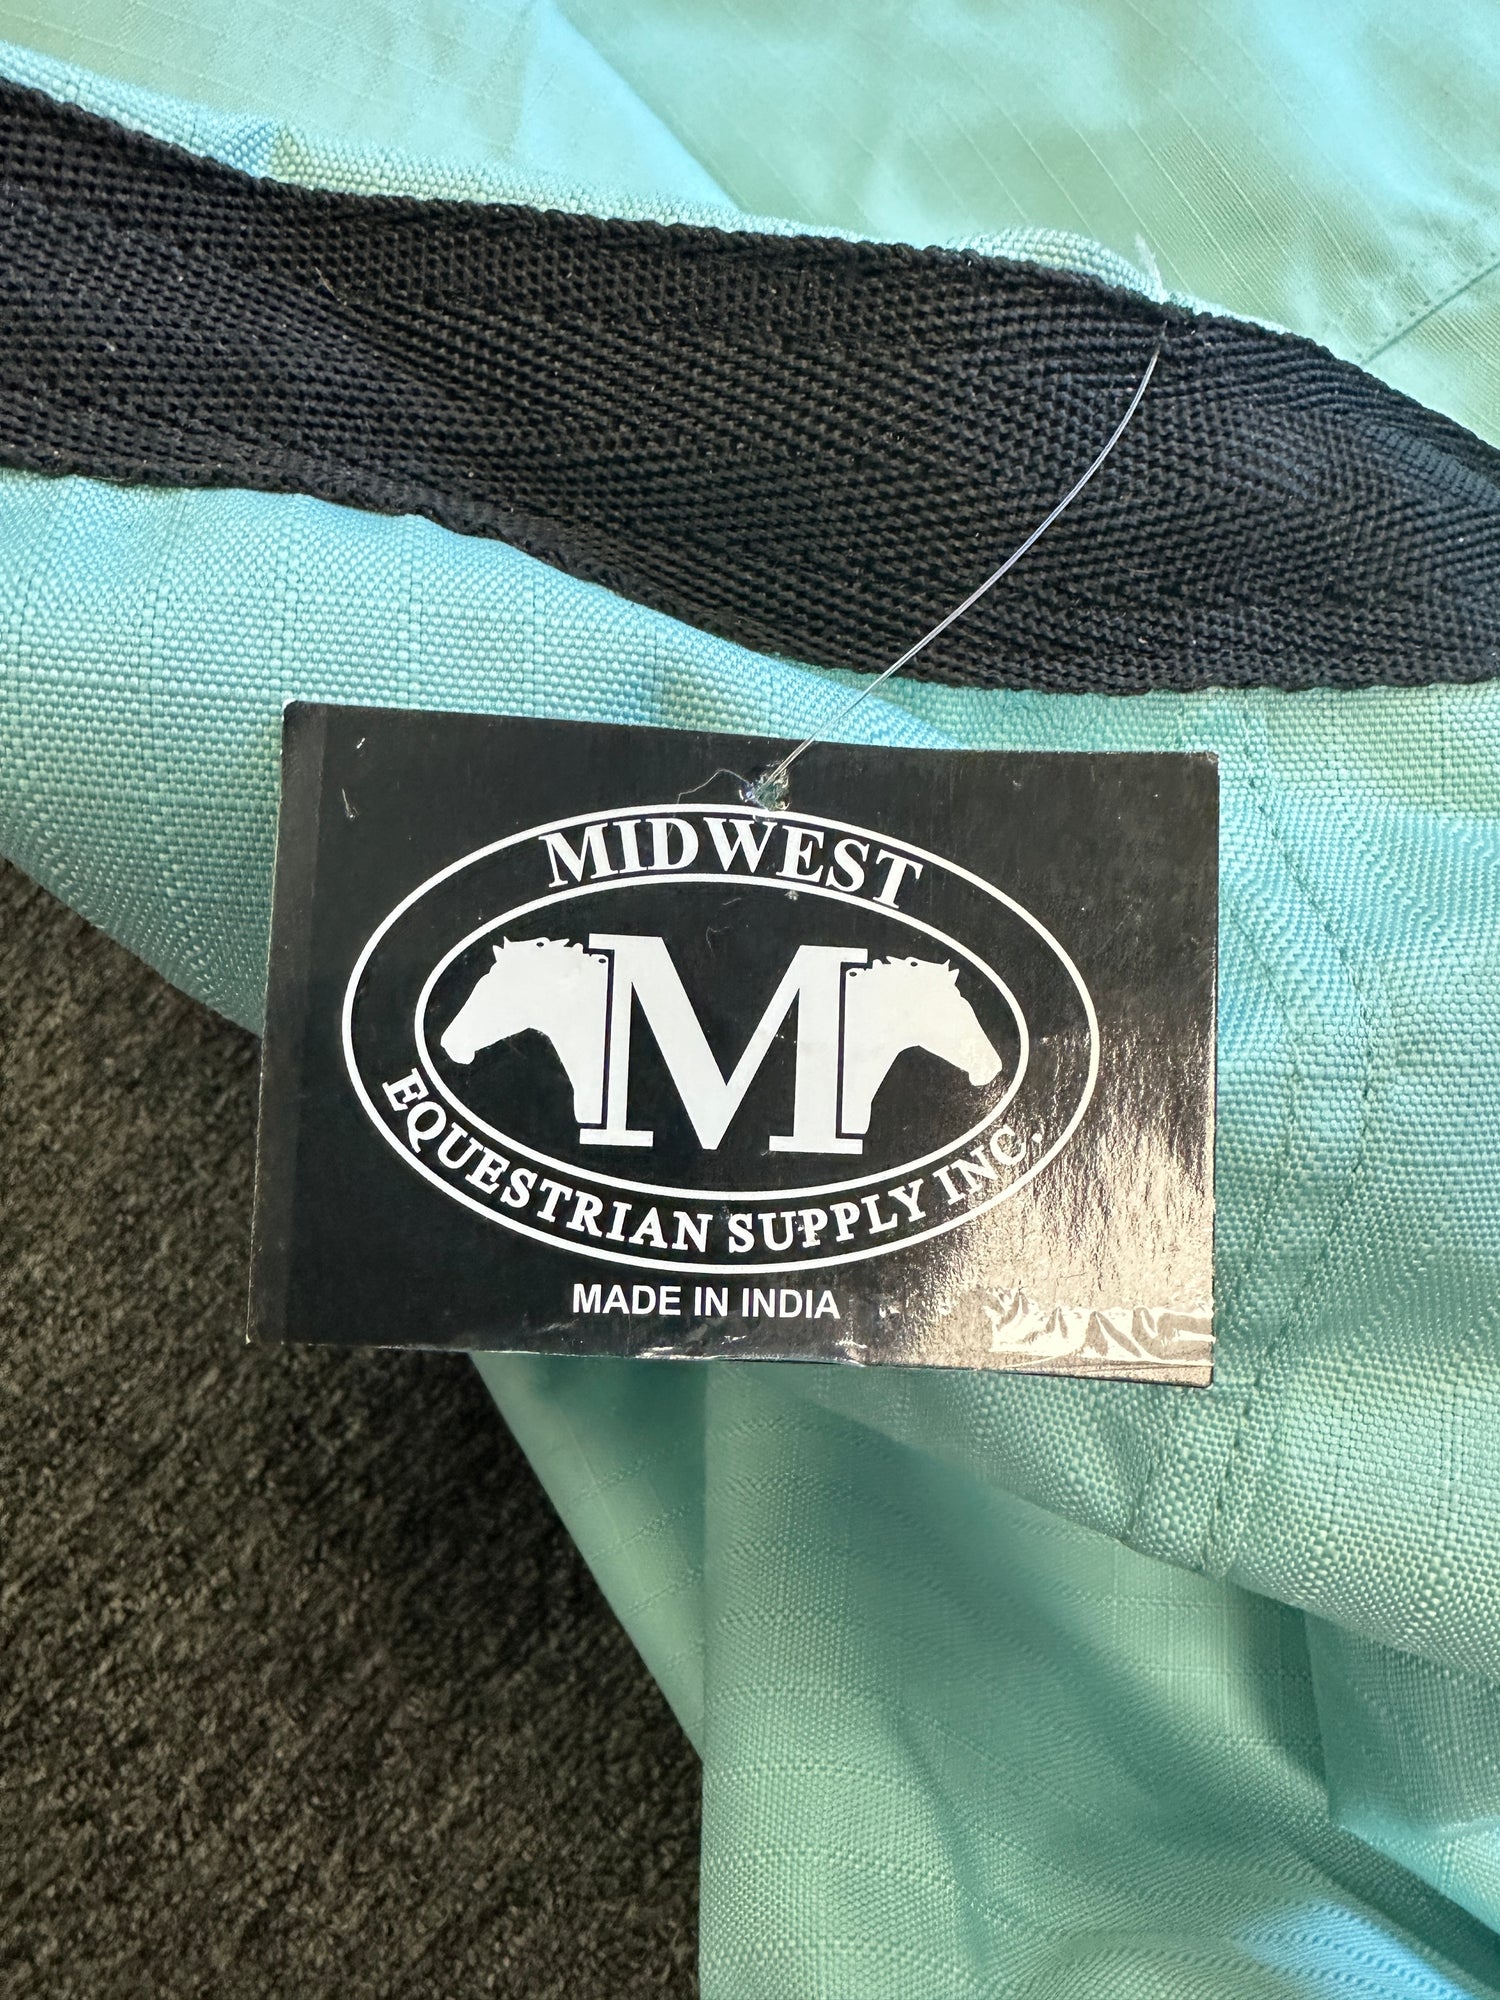 MIDWEST
M
EQUESTRIAN SUPPLY INC.
MADE IN INDIA